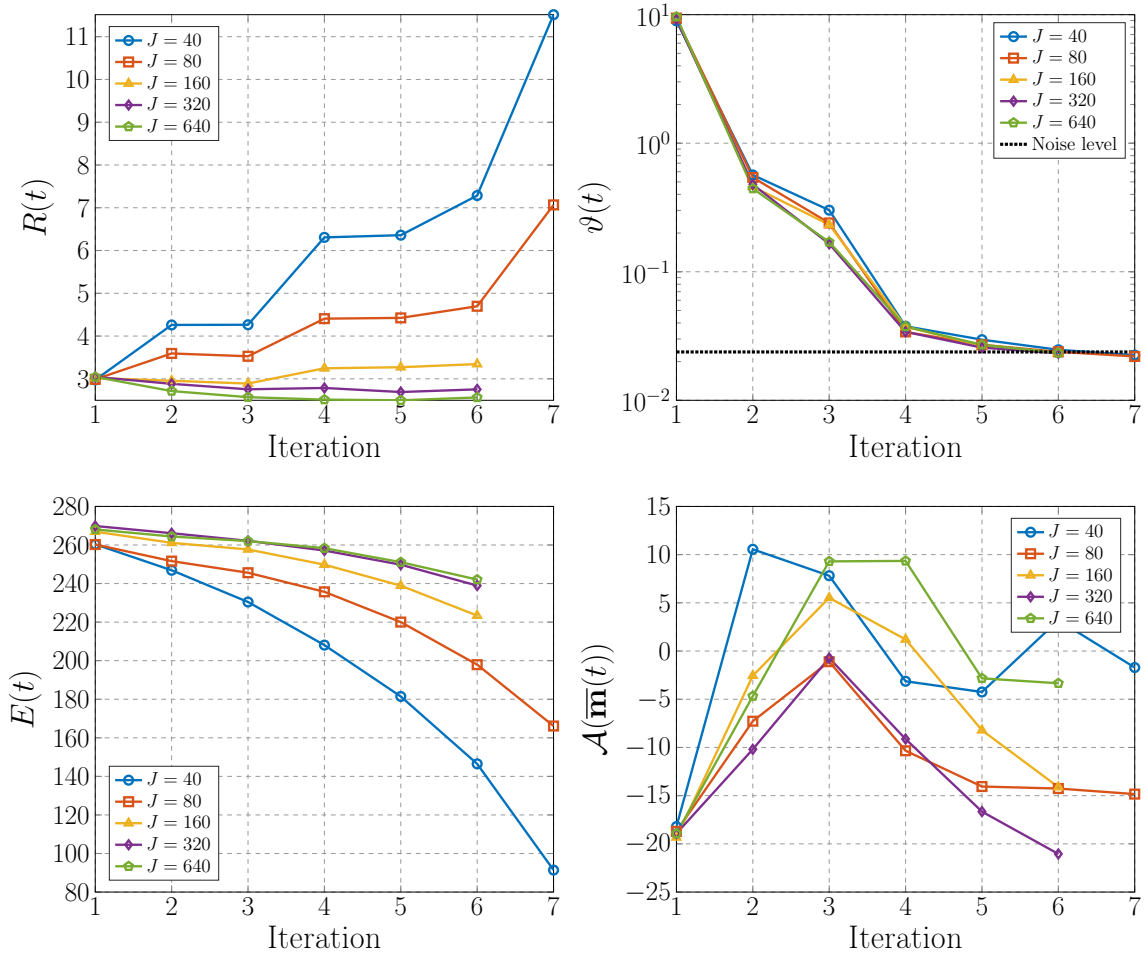 11
10
9
8
7
6
5
4
3
1 2 3 4 5 6 7
Iteration
R(t)
J = 40
J = 80
J = 160
J = 320
J = 640
10^1
10^0
10^{-1}
10^{-2}
1 2 3 4 5 6 7
Iteration
ϑ(t)
J = 40
J = 80
J = 160
J = 320
J = 640
Noise level
280
260
240
220
200
180
160
140
120
100
80
1 2 3 4 5 6 7
Iteration
E(t)
J = 40
J = 80
J = 160
J = 320
J = 640
15
10
5
0
−5
−10
−15
−20
−25
1 2 3 4 5 6 7
Iteration
𝒜(m̅(t))
J = 40
J = 80
J = 160
J = 320
J = 640